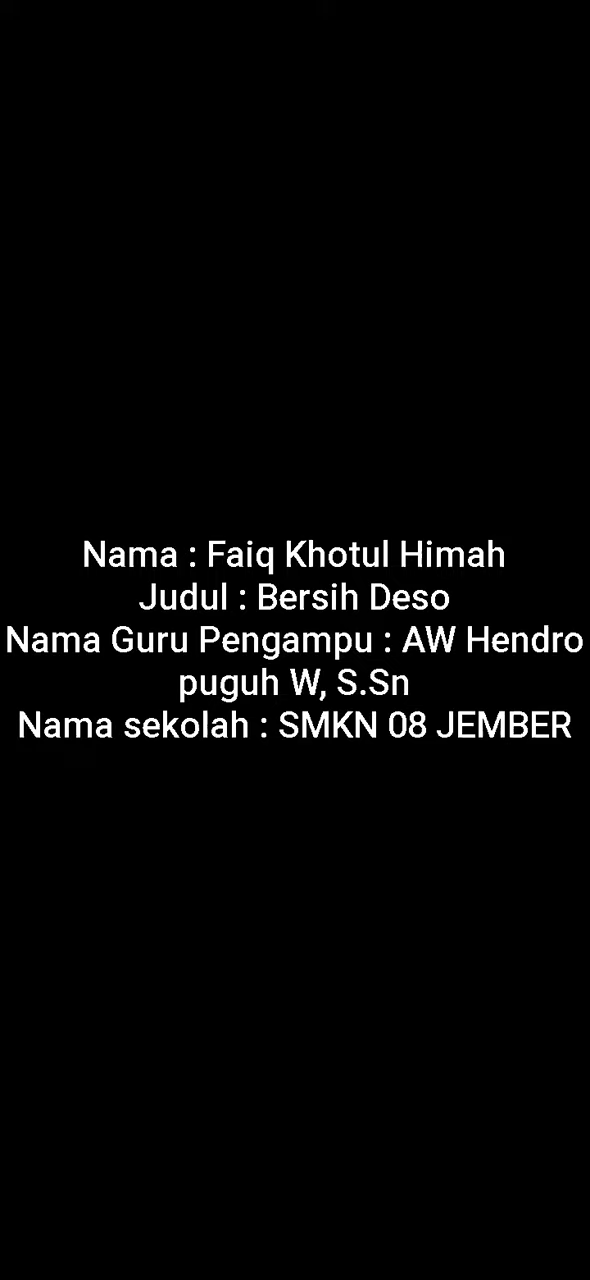 Nama : Faiq Khotul Himah
Judul : Bersih Deso
Nama Guru Pengampu : AW Hendro
puguh W, S.Sn
Nama sekolah : SMKN 08 JEMBER